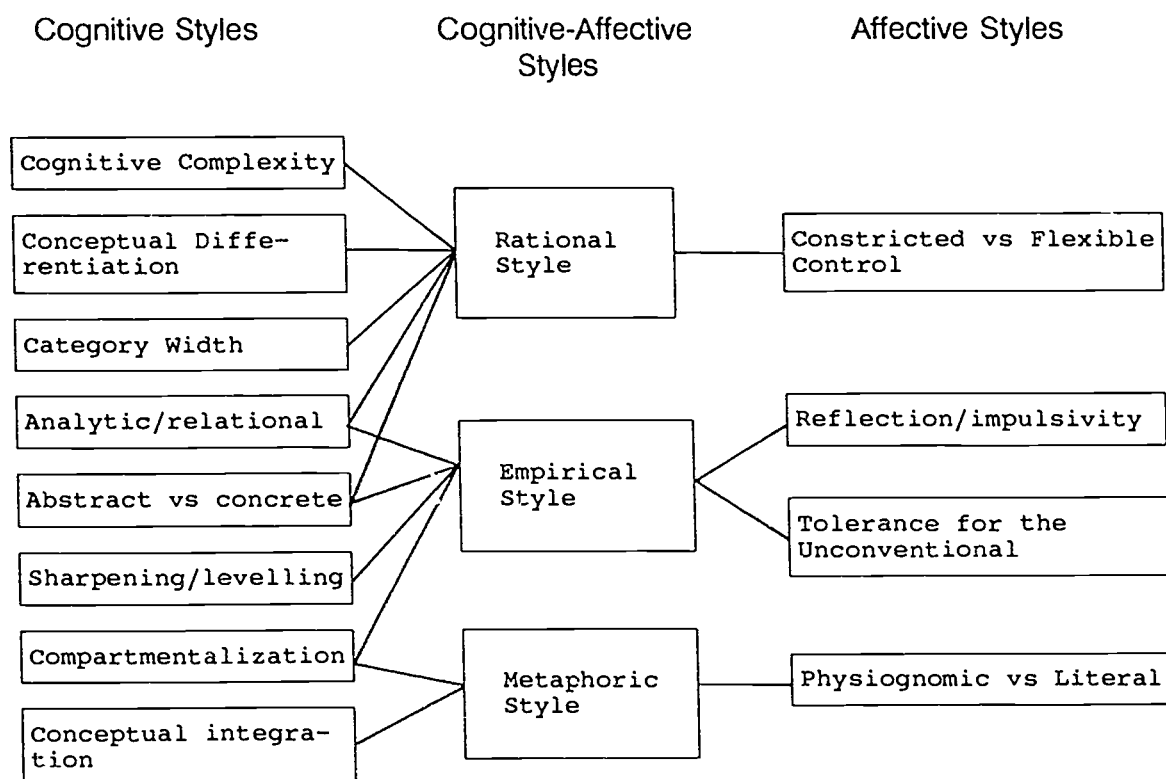 Cognitive Styles
Cognitive-Affective
Styles
Affective Styles
Cognitive Complexity
Conceptual Diffe-
rentiation
Category Width
Analytic/relational
Abstract vs concrete
Sharpening/levelling
Compartmentalization
Conceptual integra-
tion
Rational
Style
Empirical
Style
Metaphoric
Style
Constricted vs Flexible
Control
Reflection/impulsivity
Tolerance for the
Unconventional
Physiognomic vs Literal